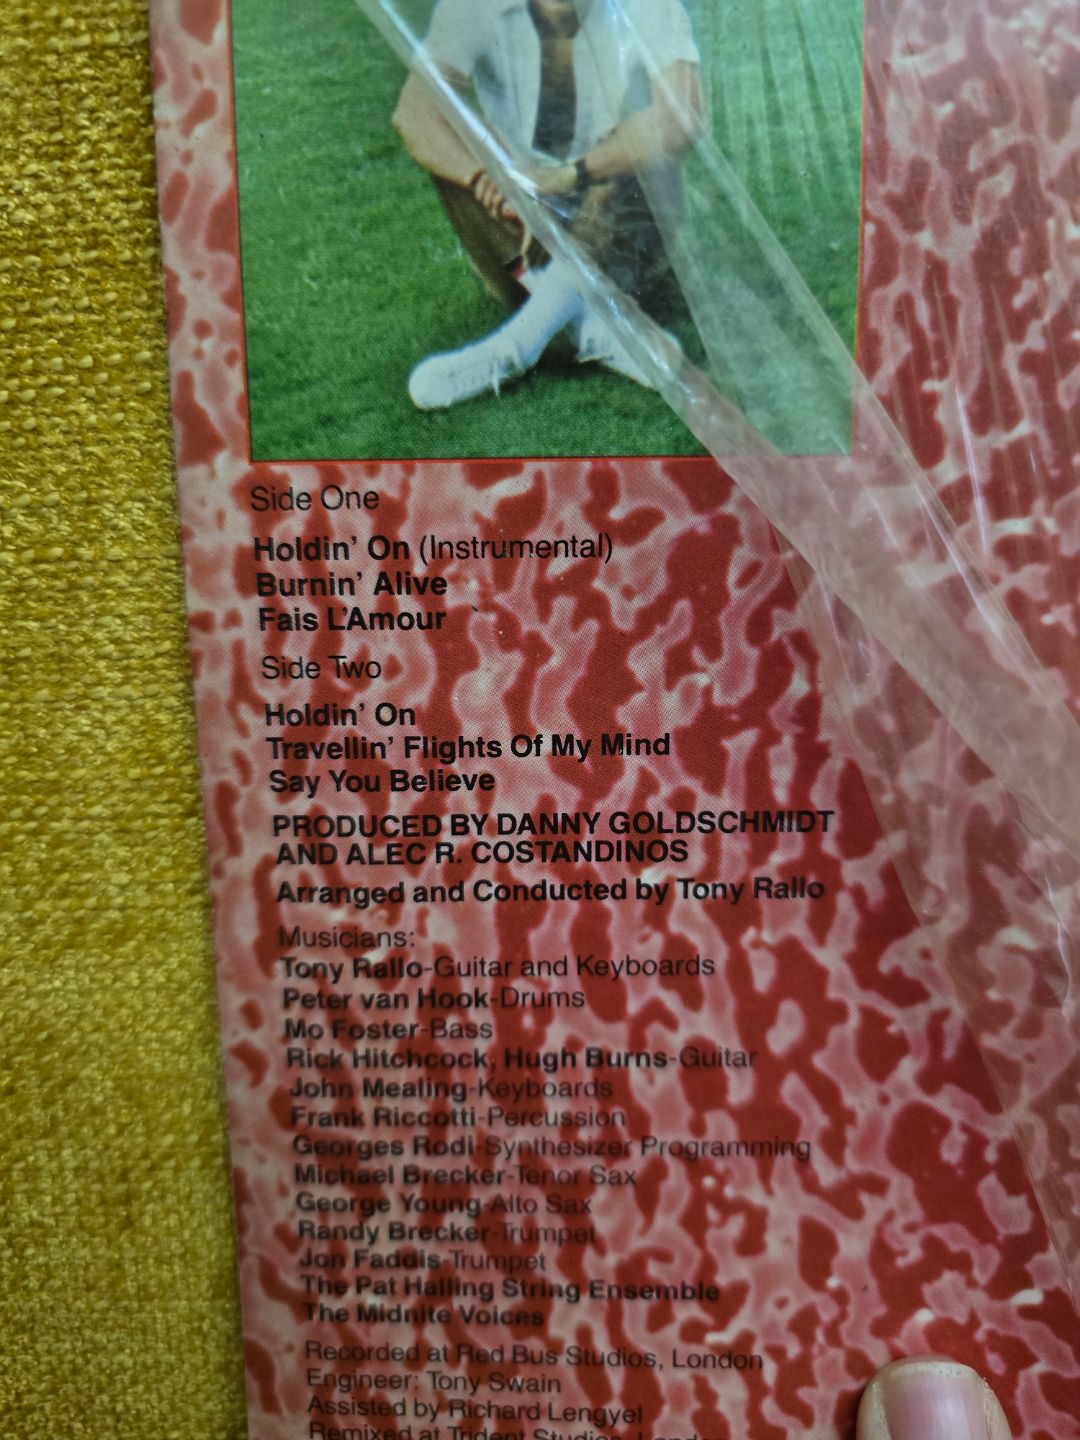 Side One
Holdin' On (Instrumental)
Burnin' Alive
Fais L'Amour
Side Two
Holdin' On
Travellin' Flights Of My Mind
Say You Believe
PRODUCED BY DANNY GOLDSCHMIDT
AND ALEC R. COSTANDINOS
Arranged and Conducted by Tony Rallo
Musicians:
Tony Rallo-Guitar and Keyboards
Peter van Hook-Drums
Mo Foster-Bass
Rick Hitchcock, Hugh Burns-Guitar
John Mealing-Keyboards
Frank Riccotti-Percussion
Georges Rodi-Synthesizer Programming
Michael Brecker-Tenor Sax
George Young-Alto Sax
Randy Brecker-Trumpet
Jon Faddis-Trumpet
The Pat Halling String Ensemble
The Midnite Voices
Recorded at Red Bus Studios, London
Engineer: Tony Swain
Assisted by Richard Lengyel
Remixed at Trident Studios, London